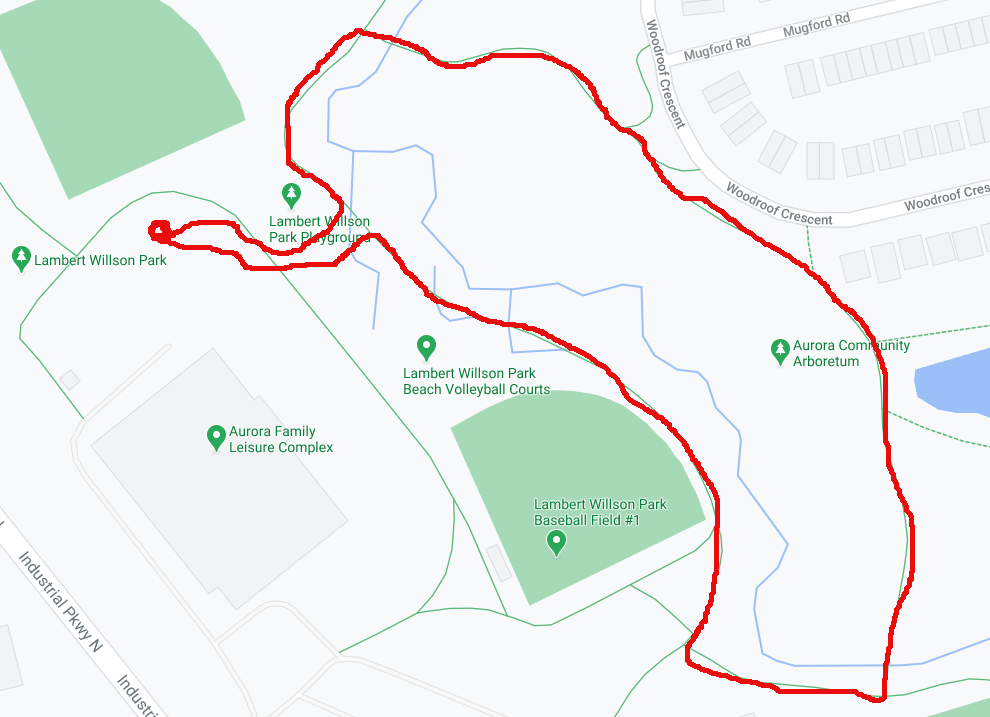 Mugford Rd
Mugford Rd
Woodroof Crescent
Woodroof Crescent
Woodroof Cres
Lambert Willson
Park Playground
Lambert Willson Park
Aurora Community
Arboretum
Lambert Willson Park
Beach Volleyball Courts
Aurora Family
Leisure Complex
Lambert Willson Park
Baseball Field #1
Industrial Pkwy N
Industri